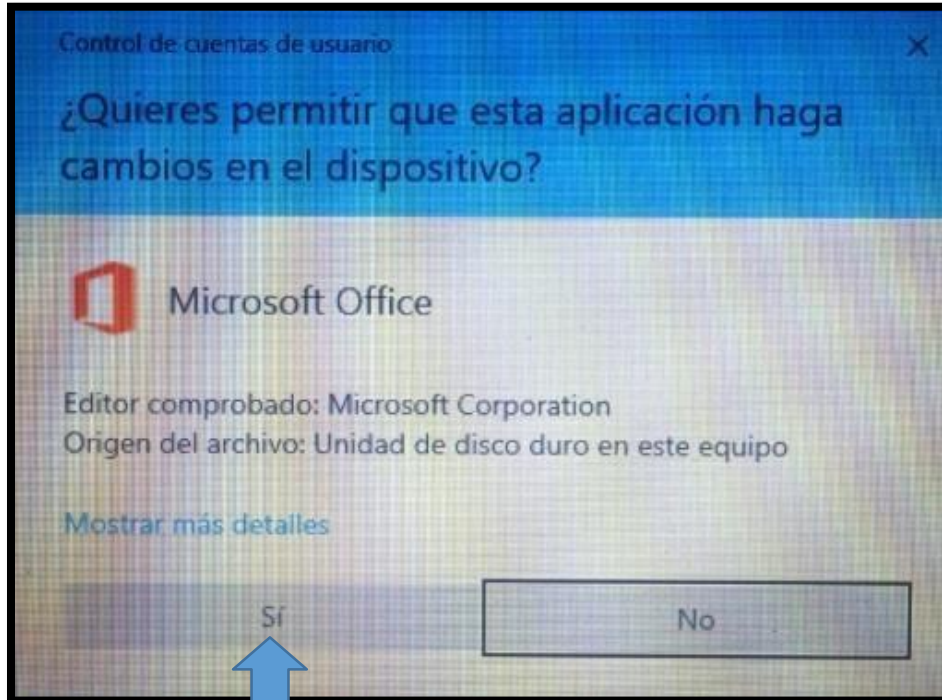 Control de cuentas de usuario
¿Quieres permitir que esta aplicación haga
cambios en el dispositivo?
Microsoft Office
Editor comprobado: Microsoft Corporation
Origen del archivo: Unidad de disco duro en este equipo
Mostrar más detalles
Sí
No